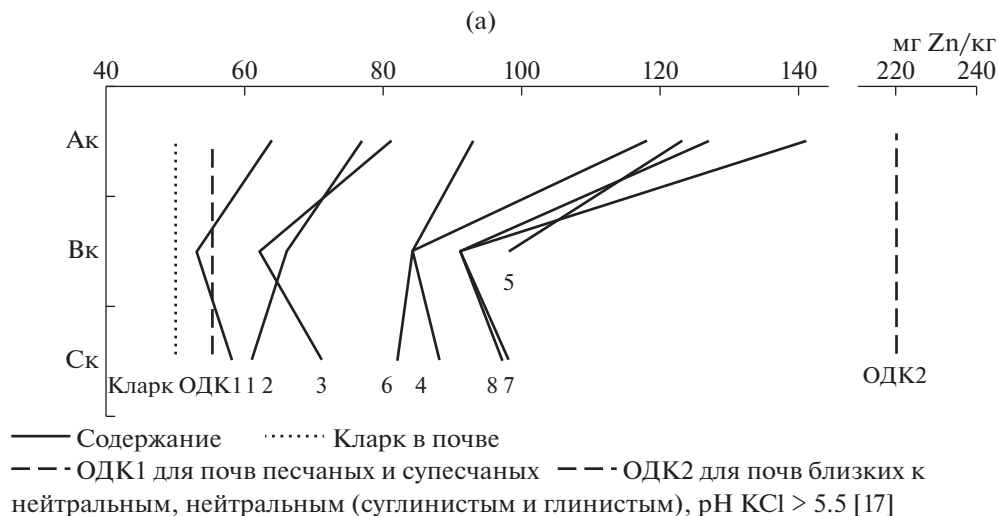 (а)
мг Zn/кг
40 60 80 100 120 140 220 240
Ак
Вк
5
Ск
Кларк ОДК1 1 2 3 6 4 8 7 ОДК2
Содержание Кларк в почве
ОДК1 для почв песчаных и супесчаных ОДК2 для почв близких к
нейтральным, нейтральным (суглинистым и глинистым), pH KCl > 5.5 [17]